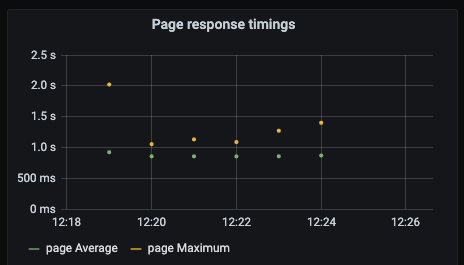 Page response timings
2.5 s
2.0 s
1.5 s
1.0 s
500 ms
0 ms
12:18 12:20 12:22 12:24 12:26
page Average page Maximum